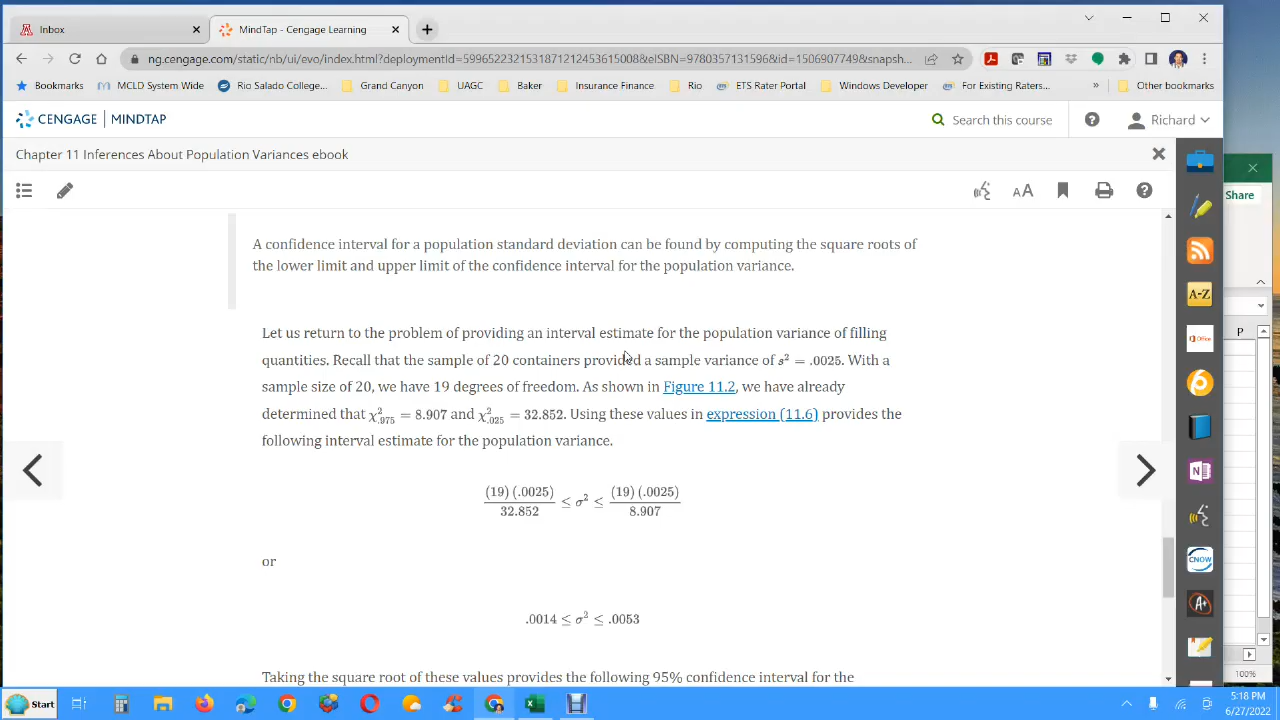 Inbox
MindTap - Cengage Learning
ng.cengage.com/static/nb/ui/evo/index.html?deploymentId=59652232153187121245361500&eISBN=9780357131596&id=1506907749&snapsh...
Bookmarks
MCLD System Wide
Rio Salado College...
Grand Canyon
UAGC
Baker
Insurance Finance
Rio
ETS Rater Portal
Windows Developer
For Existing Raters...
»
Other bookmarks
CENGAGE | MINDTAP
Search this course
Richard
Chapter 11 Inferences About Population Variances ebook
AA
Share
A-Z
Office
P
N
CNOW
A+
A confidence interval for a population standard deviation can be found by computing the square roots of
the lower limit and upper limit of the confidence interval for the population variance.
Let us return to the problem of providing an interval estimate for the population variance of filling
quantities. Recall that the sample of 20 containers provided a sample variance of s² = .0025. With a
sample size of 20, we have 19 degrees of freedom. As shown in Figure 11.2, we have already
determined that χ².975 = 8.907 and χ².025 = 32.852. Using these values in expression (11.6) provides the
following interval estimate for the population variance.
(19)(.0025)/32.852 ≤ σ² ≤ (19)(.0025)/8.907
or
.0014 ≤ σ² ≤ .0053
Taking the square root of these values provides the following 95% confidence interval for the
100%
Start
5:18 PM
6/27/2022